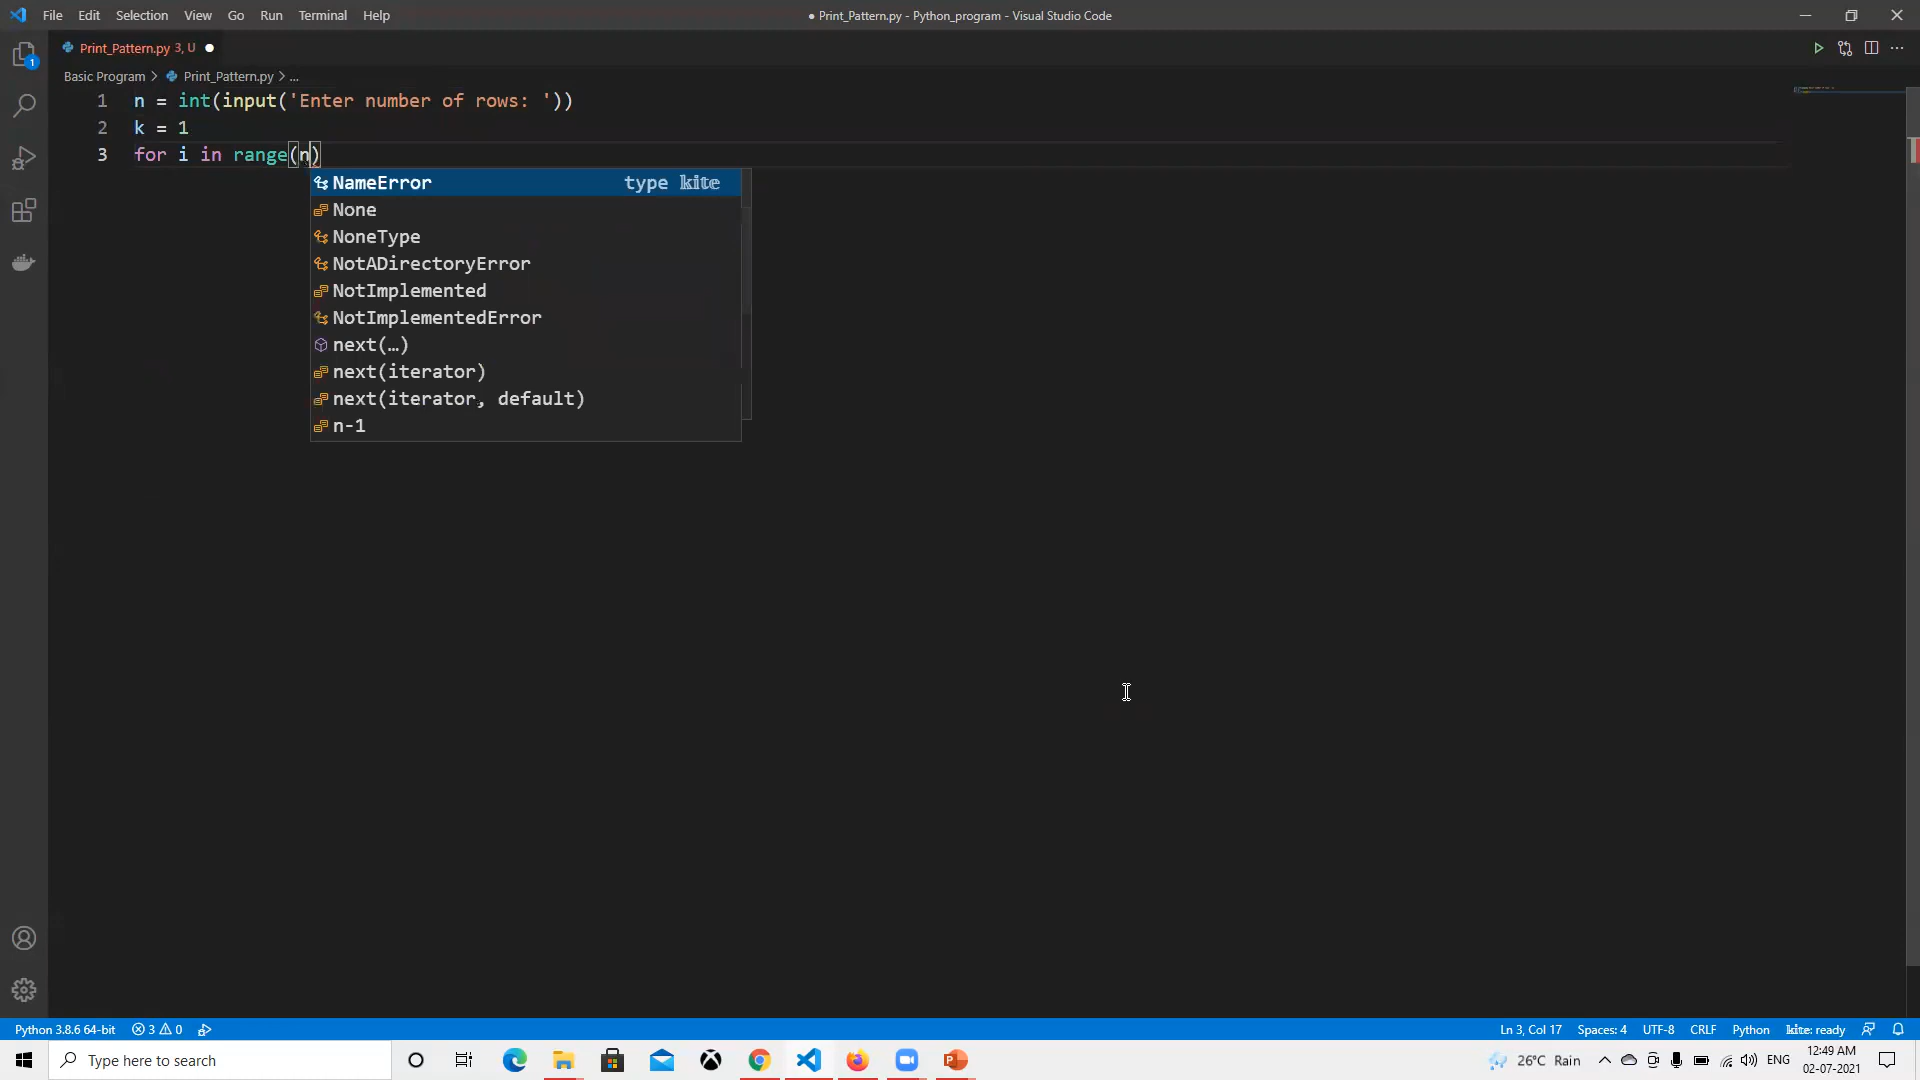 File Edit Selection View Go Run Terminal Help
● Print_Pattern.py - Python_program - Visual Studio Code
Print_Pattern.py 3, U ●
Basic Program > Print_Pattern.py > ...
1 n = int(input('Enter number of rows: '))
2 k = 1
3 for i in range(n)
NameError type kite
None
NoneType
NotADirectoryError
NotImplemented
NotImplementedError
next(…)
next(iterator)
next(iterator, default)
n-1
1
Python 3.8.6 64-bit 3 0
Ln 3, Col 17 Spaces: 4 UTF-8 CRLF Python kite: ready
Type here to search
26°C Rain
ENG
12:49 AM
02-07-2021